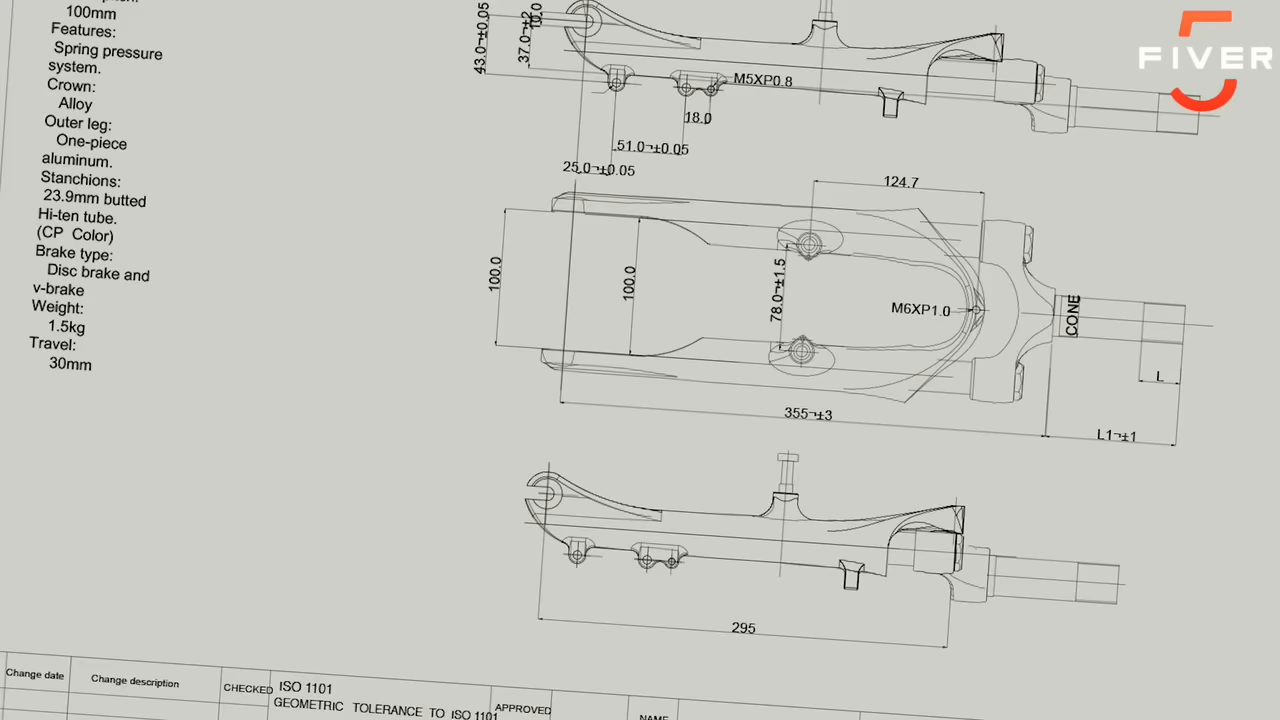 100mm
Features:
Spring pressure
system.
Crown:
Alloy
Outer leg:
One-piece
aluminum.
Stanchions:
23.9mm butted
Hi-ten tube.
(CP Color)
Brake type:
Disc brake and
v-brake
Weight:
1.5kg
Travel:
30mm
43.0¬±0.05
37.0¬±2
10.0
M5XP0.8
18.0
51.0¬±0.05
25.0¬±0.05
124.7
100.0
100.0
78.0¬±1.5
M6XP1.0
CONE
L
355¬±3
L1¬±1
295
FIVER
Change date
Change description
CHECKED
ISO 1101
GEOMETRIC TOLERANCE TO ISO 1101
APPROVED
NAME